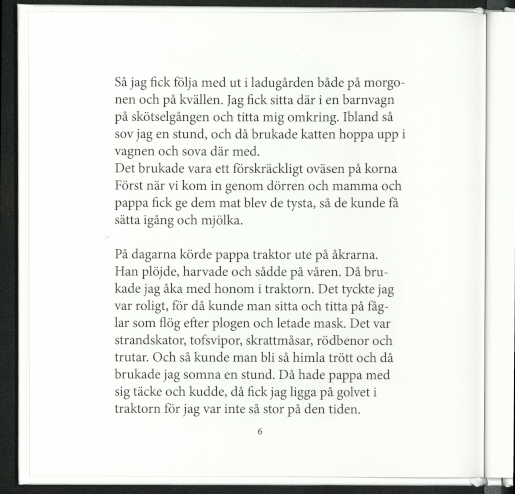 Så jag fick följa med ut i ladugården både på morgo-
nen och på kvällen. Jag fick sitta där i en barnvagn
på skötselgången och titta mig omkring. Ibland så
sov jag en stund, och då brukade katten hoppa upp i
vagnen och sova där med.
Det brukade vara ett förskräckligt oväsen på korna
Först när vi kom in genom dörren och mamma och
pappa fick ge dem mat blev de tysta, så de kunde få
sätta igång och mjölka.
På dagarna körde pappa traktor ute på åkrarna.
Han plöjde, harvade och sådde på våren. Då bru-
kade jag åka med honom i traktorn. Det tyckte jag
var roligt, för då kunde man sitta och titta på fåg-
lar som flög efter plogen och letade mask. Det var
strandskator, tofsvipor, skrattmåsar, rödbenor och
trutar. Och så kunde man bli så himla trött och då
brukade jag somna en stund. Då hade pappa med
sig täcke och kudde, då fick jag ligga på golvet i
traktorn för jag var inte så stor på den tiden.
6